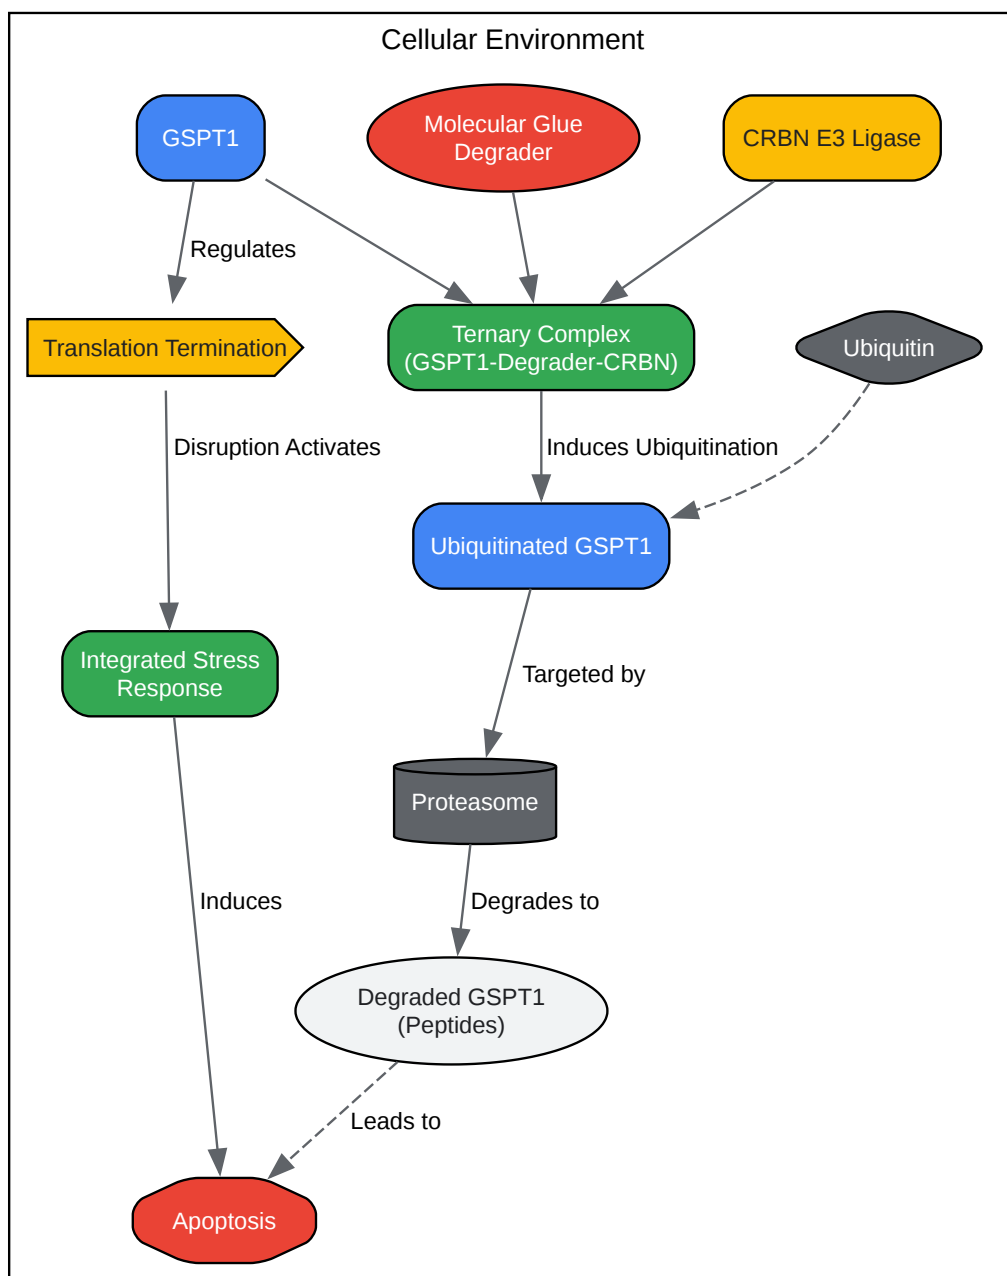 Cellular Environment
GSPT1
Molecular Glue
Degrader
CRBN E3 Ligase
Regulates
Translation Termination
Ternary Complex
(GSPT1-Degrader-CRBN)
Ubiquitin
Disruption Activates
Induces Ubiquitination
Ubiquitinated GSPT1
Integrated Stress
Response
Targeted by
Proteasome
Induces
Degrades to
Degraded GSPT1
(Peptides)
Leads to
Apoptosis